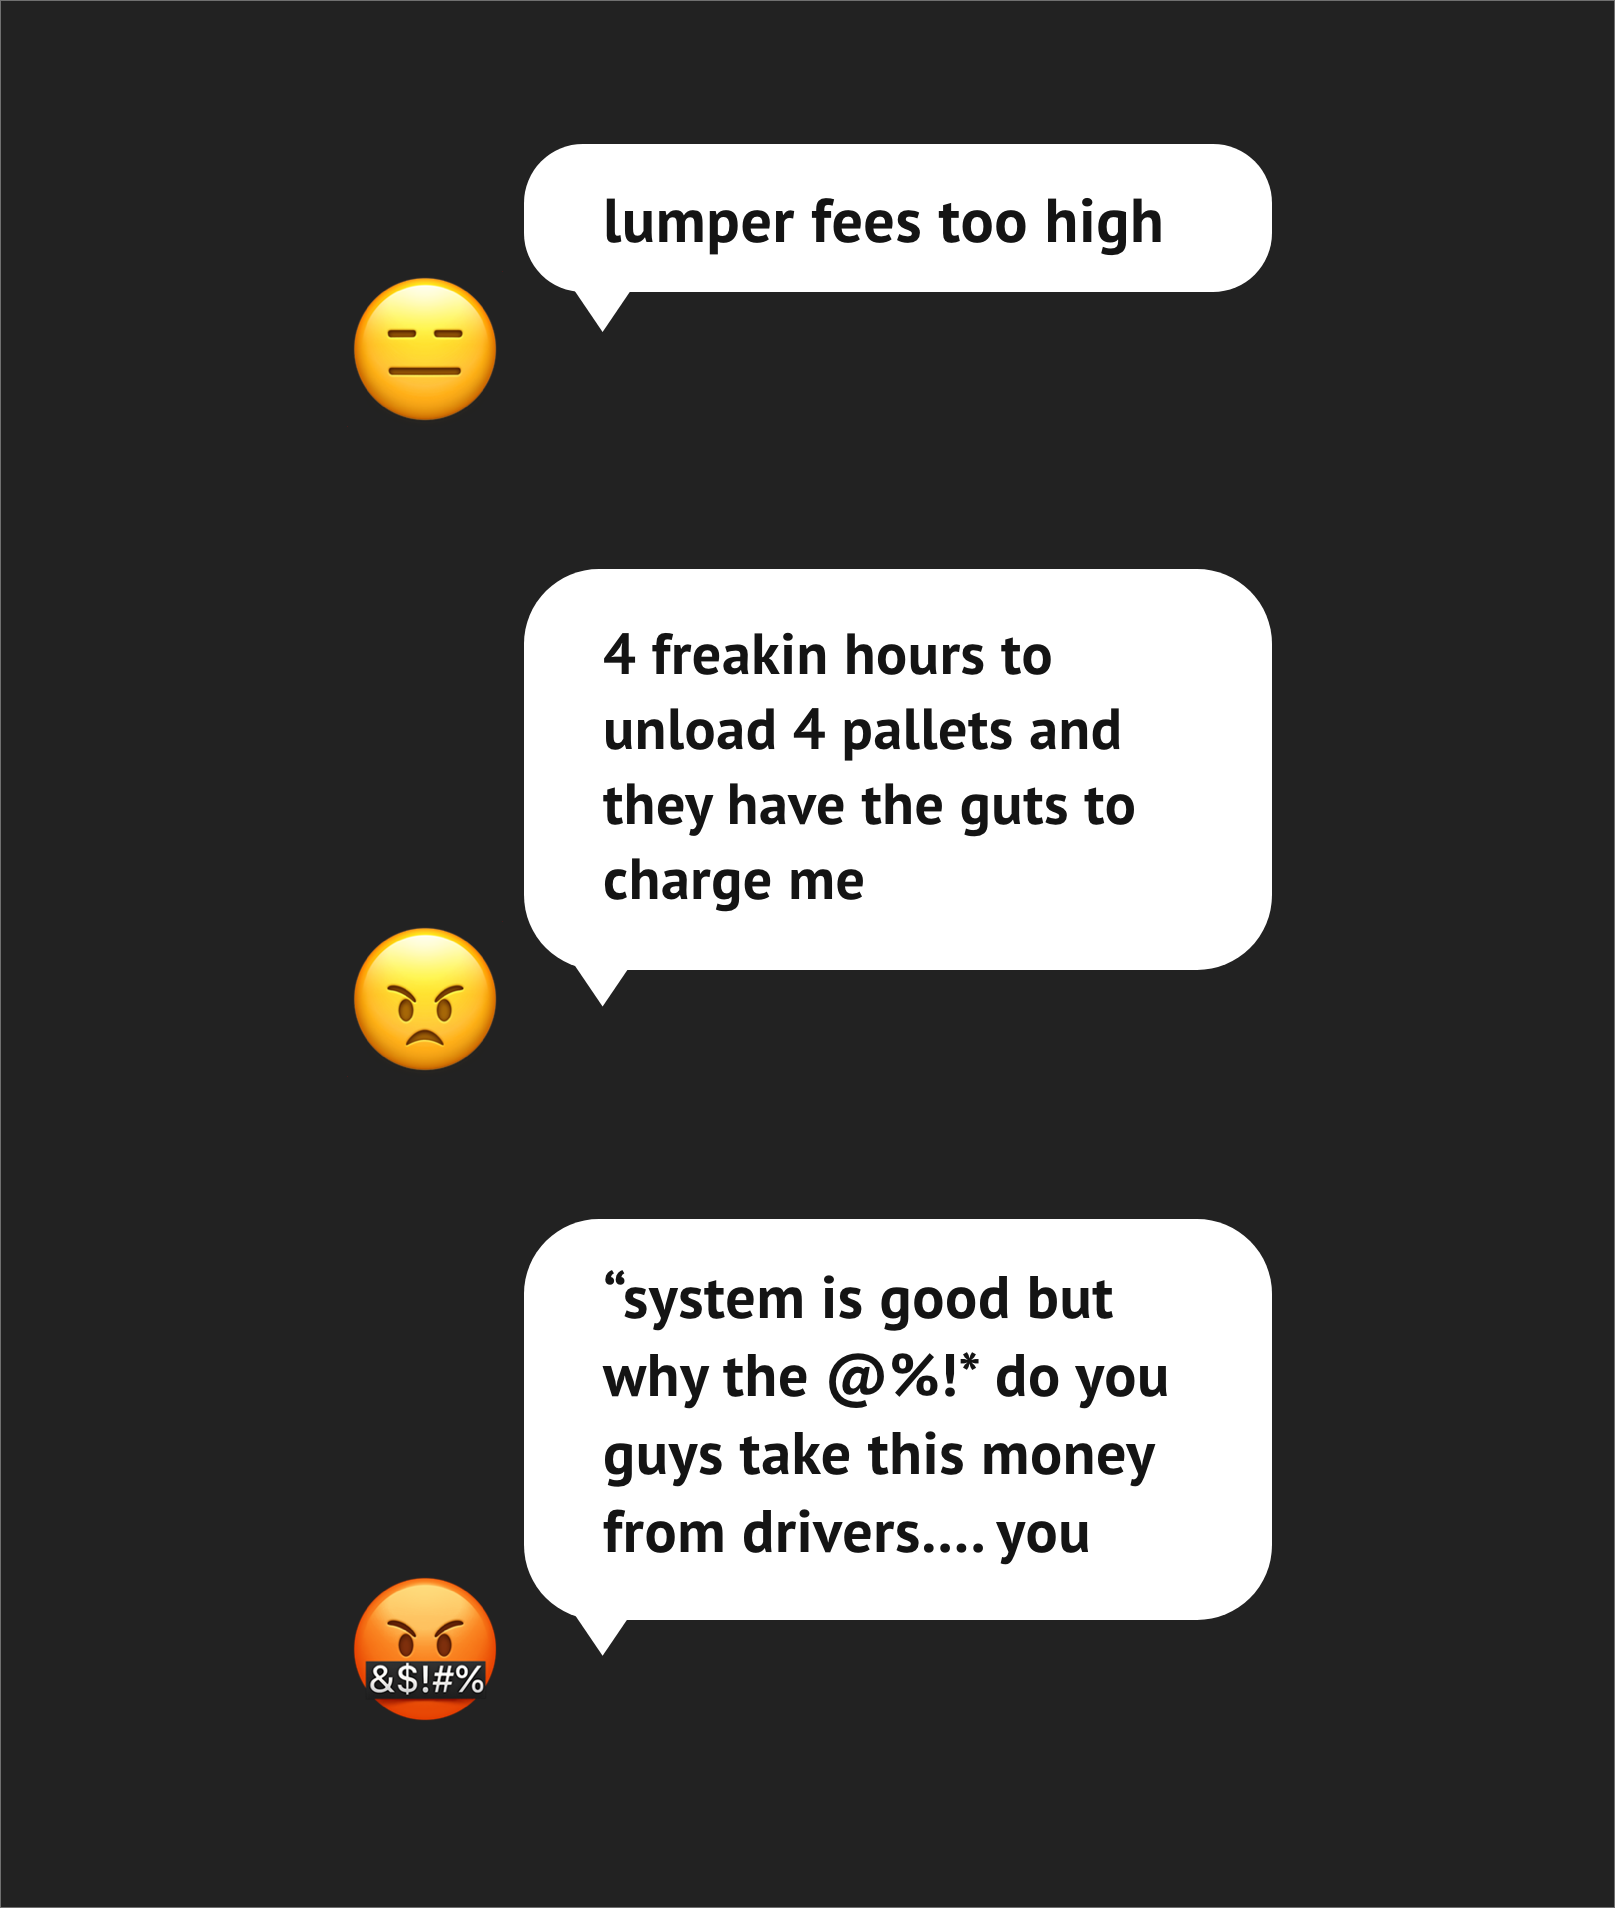 lumper fees too high
4 freakin hours to
unload 4 pallets and
they have the guts to
charge me
“system is good but
why the @%!* do you
guys take this money
from drivers.... you
&$!#%